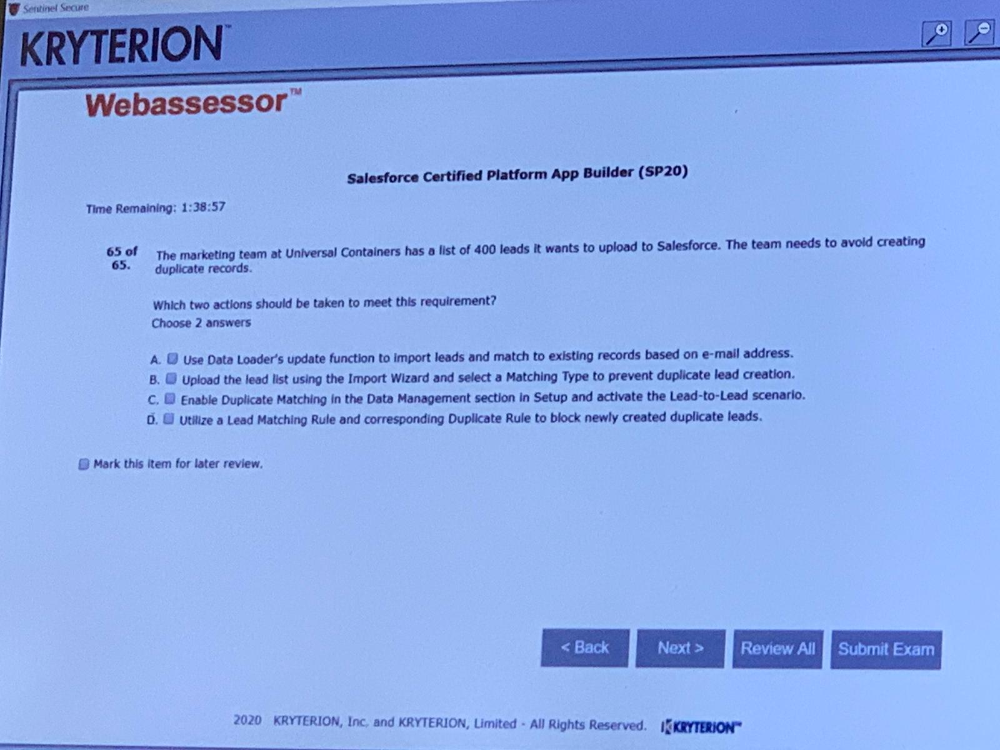 Sentinel Secure
KRYTERION™
Webassessor™
Salesforce Certified Platform App Builder (SP20)
Time Remaining: 1:38:57
65 of 65. The marketing team at Universal Containers has a list of 400 leads it wants to upload to Salesforce. The team needs to avoid creating
duplicate records.
Which two actions should be taken to meet this requirement?
Choose 2 answers
A. Use Data Loader's update function to import leads and match to existing records based on e-mail address.
B. Upload the lead list using the Import Wizard and select a Matching Type to prevent duplicate lead creation.
C. Enable Duplicate Matching in the Data Management section in Setup and activate the Lead-to-Lead scenario.
D. Utilize a Lead Matching Rule and corresponding Duplicate Rule to block newly created duplicate leads.
Mark this item for later review.
< Back Next > Review All Submit Exam
2020 KRYTERION, Inc. and KRYTERION, Limited - All Rights Reserved. KRYTERION™